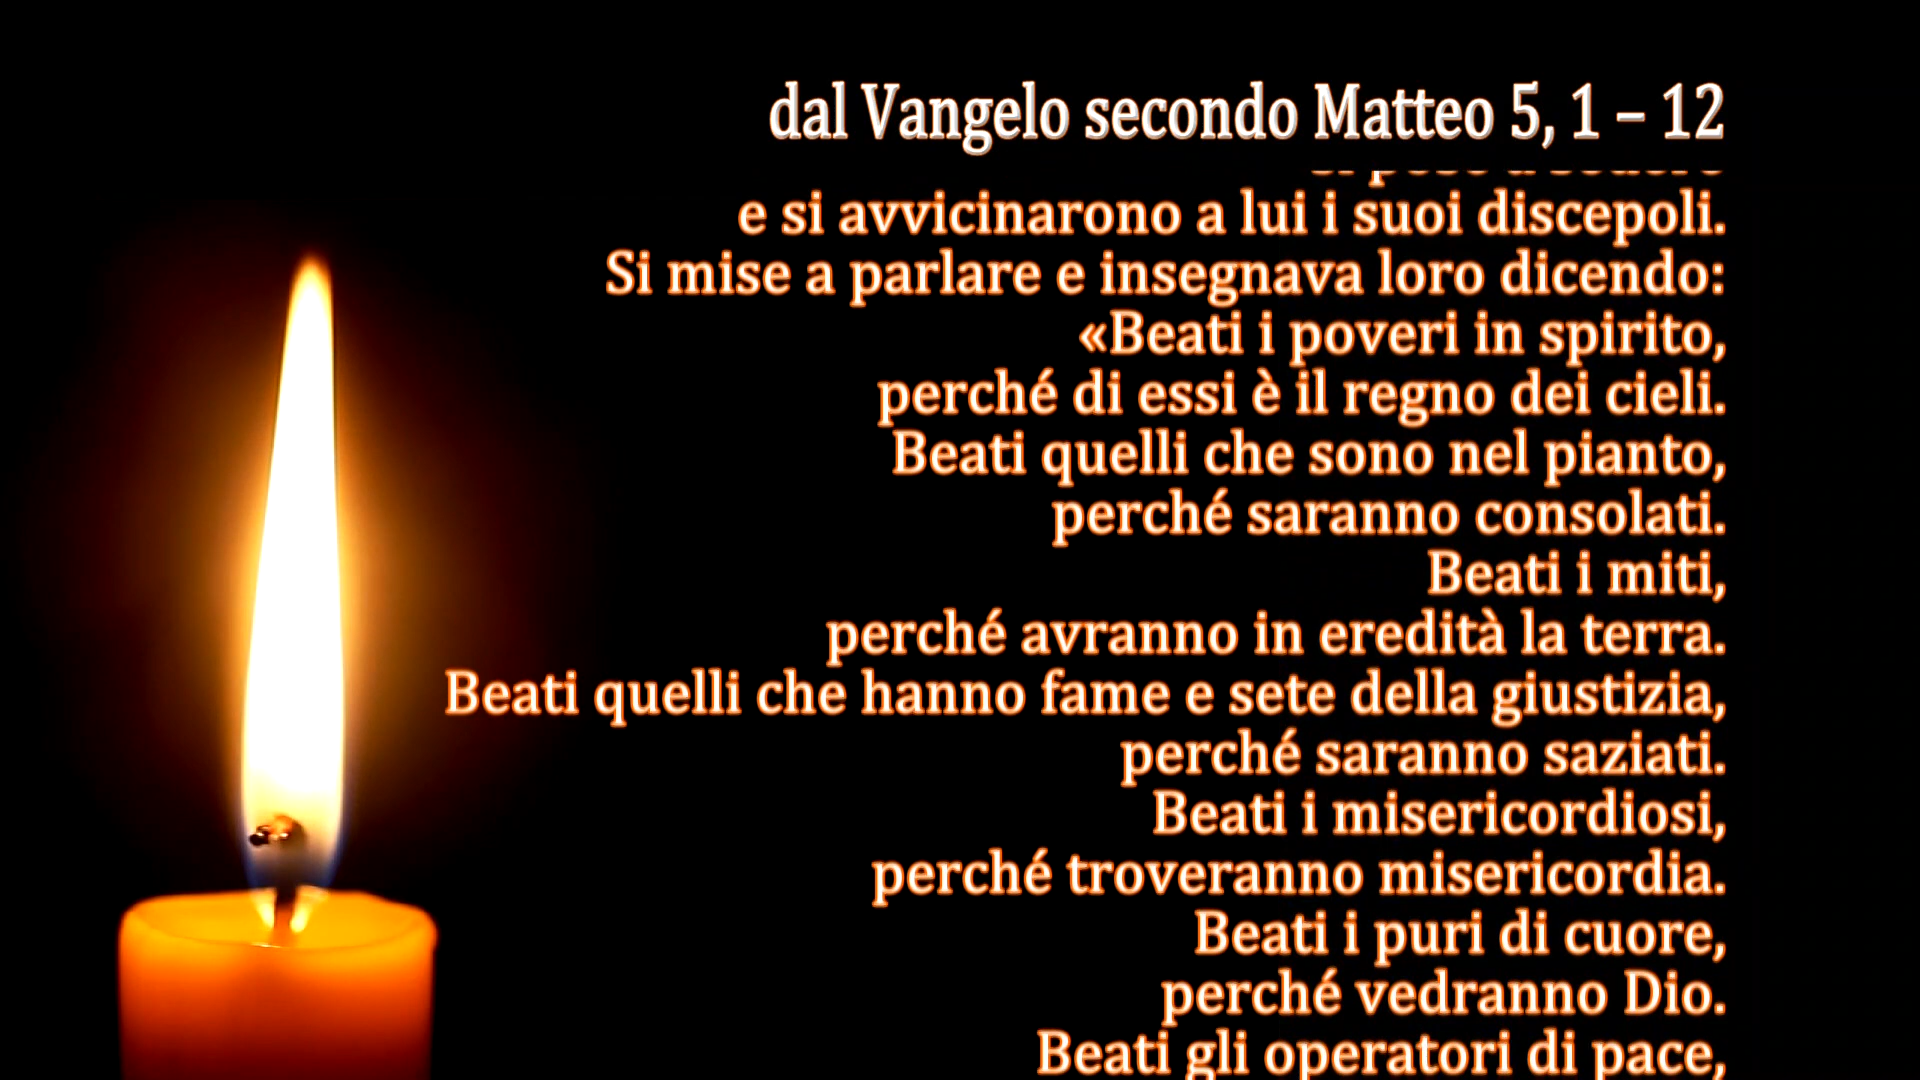 dal Vangelo secondo Matteo 5, 1 – 12
e si avvicinarono a lui i suoi discepoli.
Si mise a parlare e insegnava loro dicendo:
«Beati i poveri in spirito,
perché di essi è il regno dei cieli.
Beati quelli che sono nel pianto,
perché saranno consolati.
Beati i miti,
perché avranno in eredità la terra.
Beati quelli che hanno fame e sete della giustizia,
perché saranno saziati.
Beati i misericordiosi,
perché troveranno misericordia.
Beati i puri di cuore,
perché vedranno Dio.
Beati gli operatori di pace,